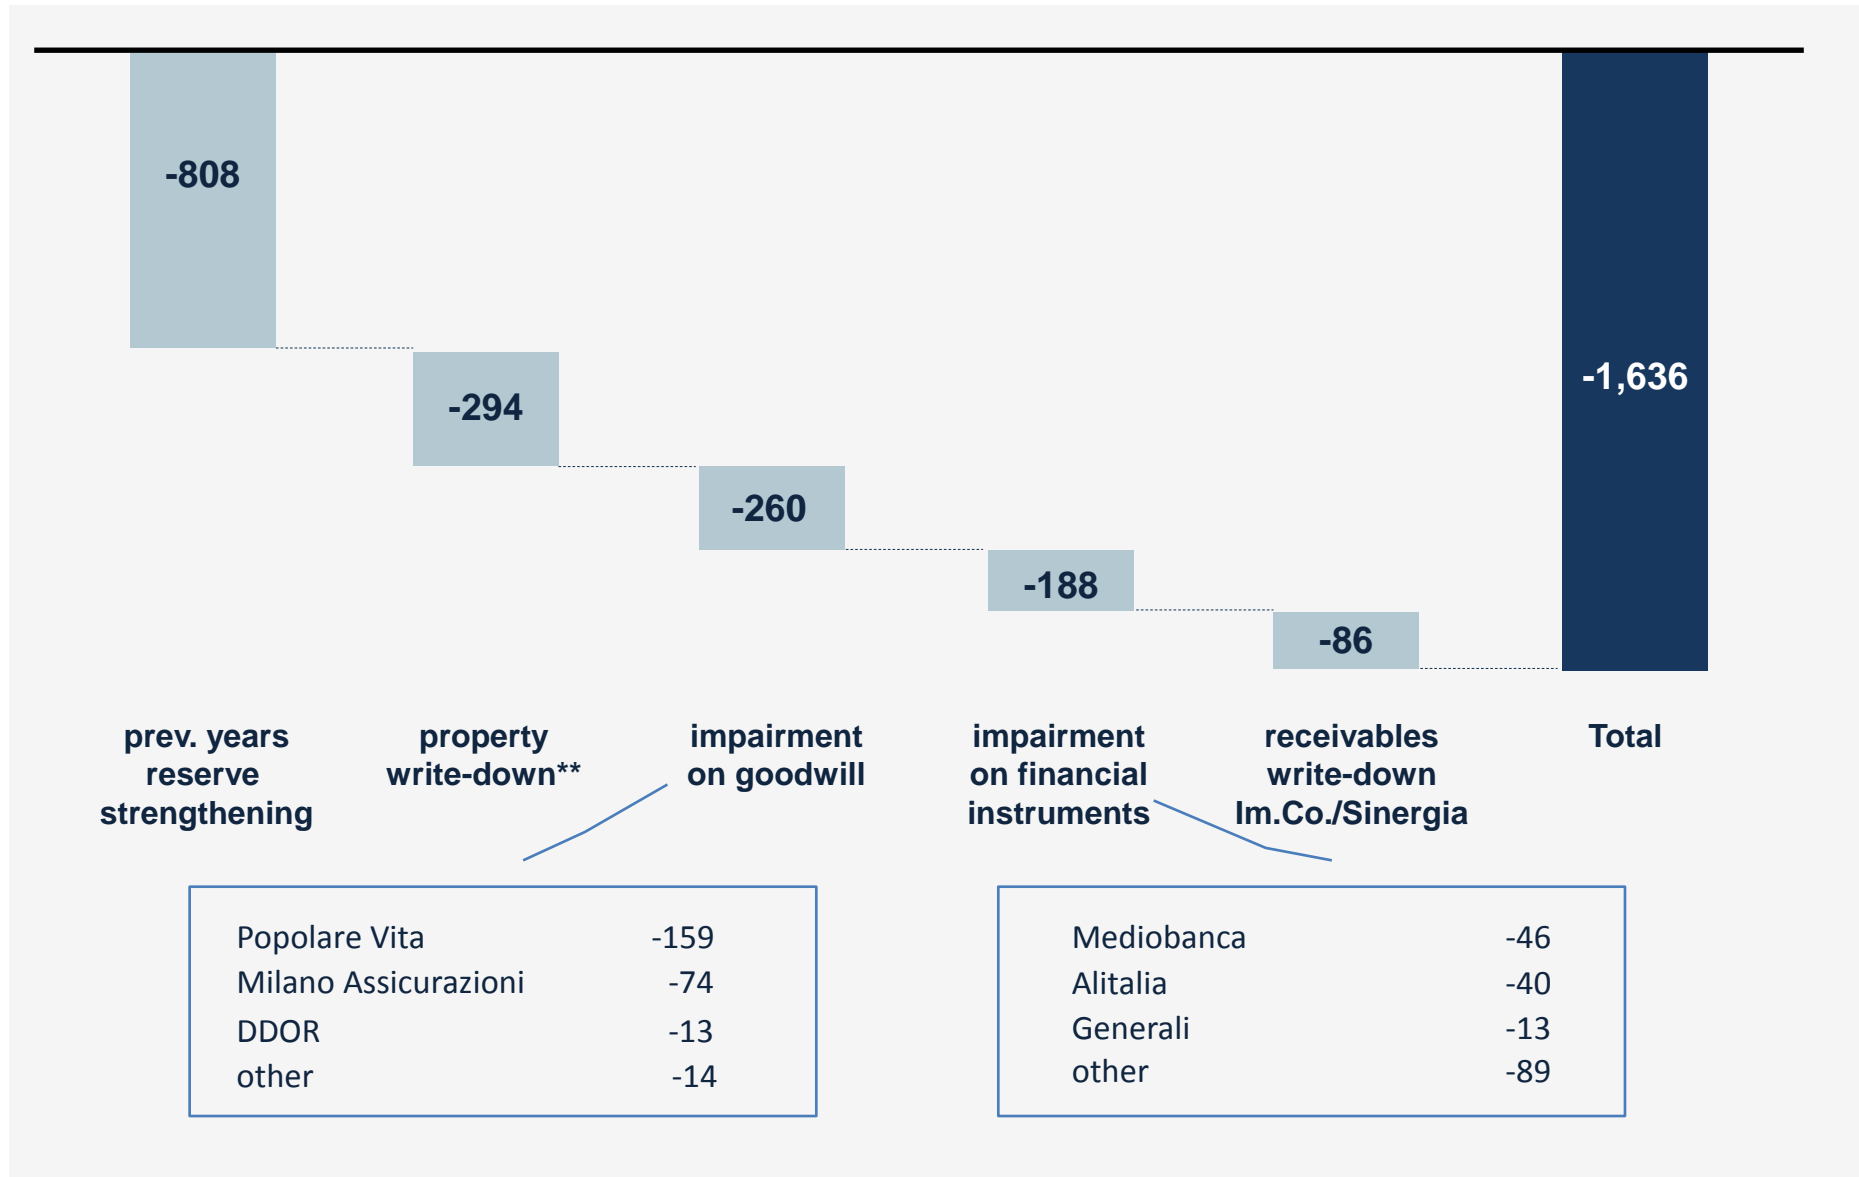 -808
-294
-260
-188
-86
-1,636
prev. years
reserve
strengthening
property
write-down**
impairment
on goodwill
impairment
on financial
instruments
receivables
write-down
Im.Co./Sinergia
Total
Popolare Vita -159
Milano Assicurazioni -74
DDOR -13
other -14
Mediobanca -46
Alitalia -40
Generali -13
other -89